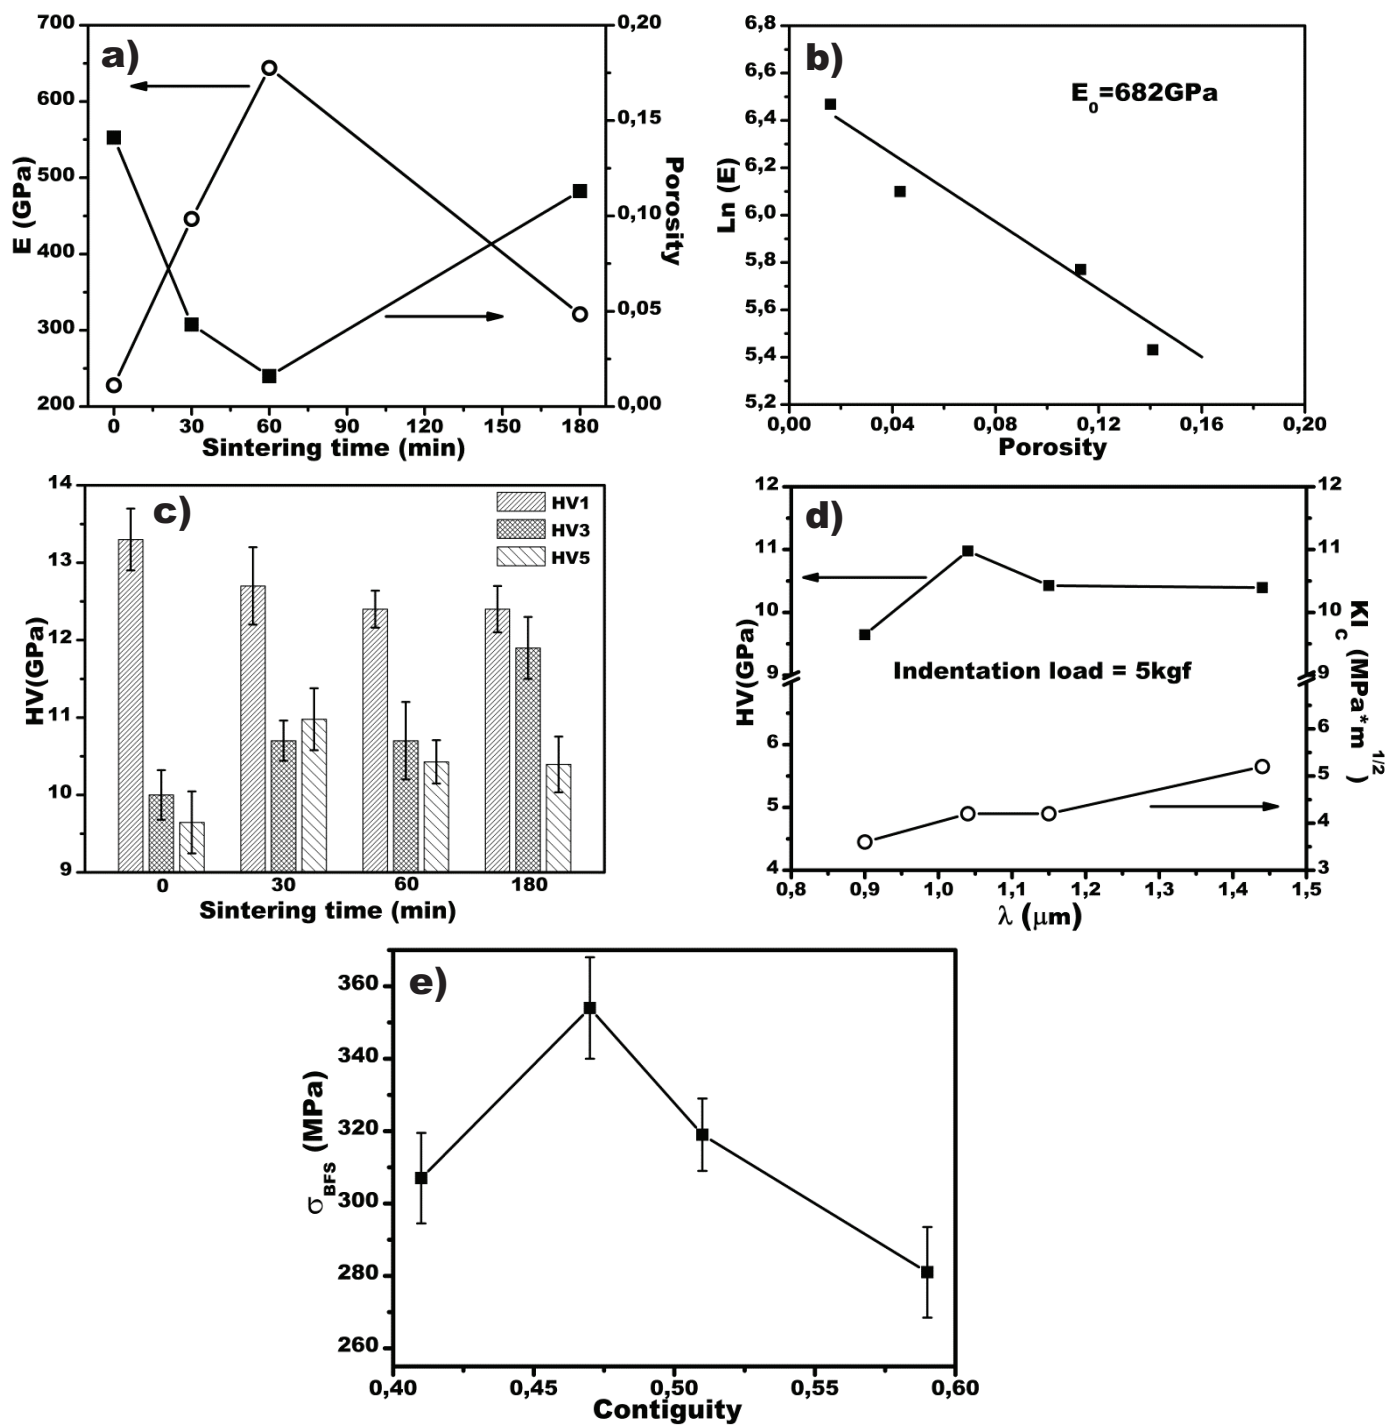 a)
700
600
500
400
300
200
E (GPa)
0,20
0,15
0,10
0,05
0,00
Porosity
0 30 60 90 120 150 180
Sintering time (min)
b)
E0=682GPa
6,8
6,6
6,4
6,2
6,0
5,8
5,6
5,4
5,2
Ln (E)
0,00 0,04 0,08 0,12 0,16 0,20
Porosity
c)
HV1
HV3
HV5
14
13
12
11
10
9
HV(GPa)
0 30 60 180
Sintering time (min)
d)
12
11
10
9
6
5
4
HV(GPa)
Indentation load = 5kgf
12
11
10
9
6
5
4
3
KIc (MPa*m1/2)
0,8 0,9 1,0 1,1 1,2 1,3 1,4 1,5
λ (μm)
e)
360
340
320
300
280
260
σBFS (MPa)
0,40 0,45 0,50 0,55 0,60
Contiguity